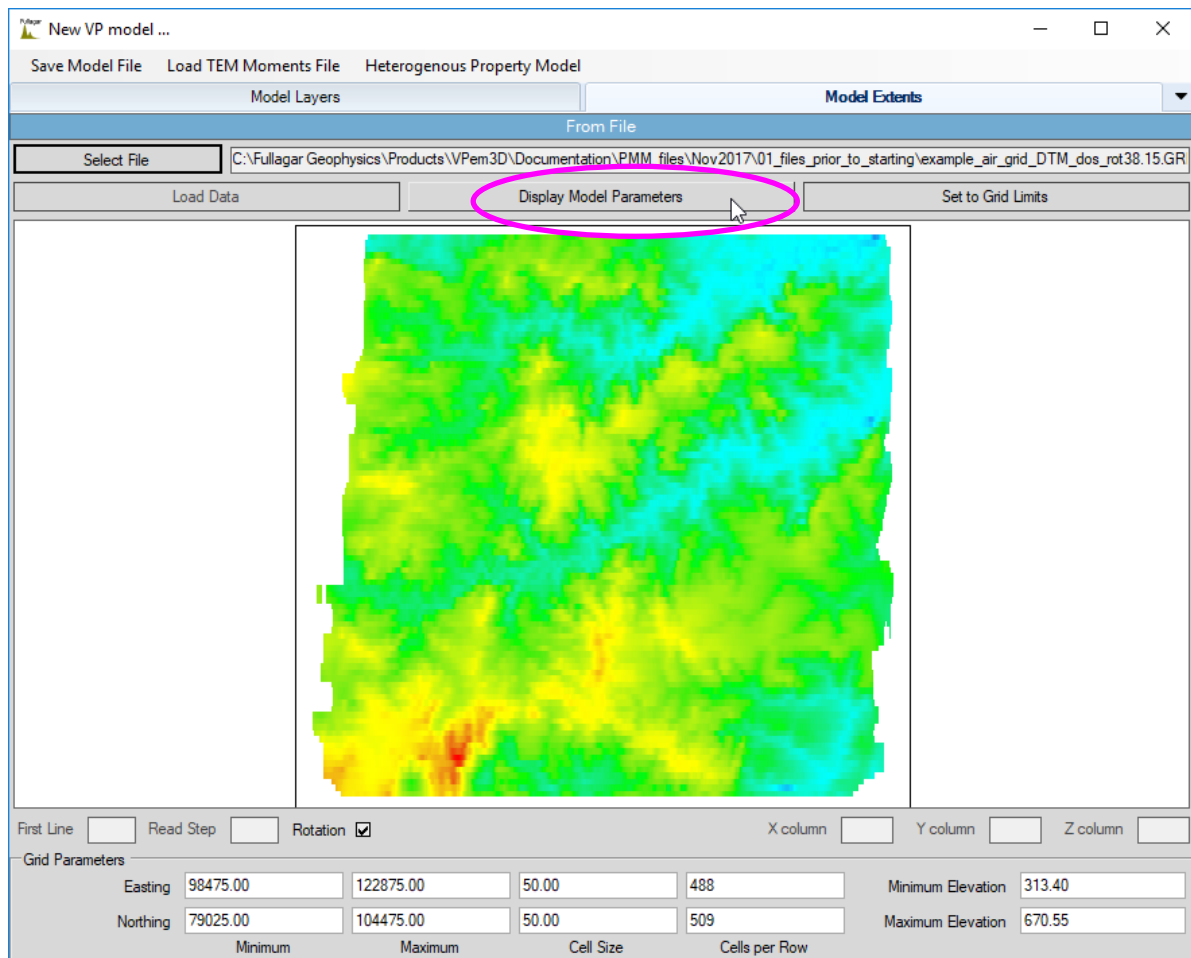 Fullagar
New VP model ...
Save Model File Load TEM Moments File Heterogenous Property Model
Model Layers Model Extents
From File
Select File C:\Fullagar Geophysics\Products\VPem3D\Documentation\PMM_files\Nov2017\01_files_prior_to_starting\example_air_grid_DTM_dos_rot38.15.GRI
Load Data Display Model Parameters Set to Grid Limits
First Line Read Step Rotation X column Y column Z column
Grid Parameters
Easting 98475.00 122875.00 50.00 488 Minimum Elevation 313.40
Northing 79025.00 104475.00 50.00 509 Maximum Elevation 670.55
Minimum Maximum Cell Size Cells per Row